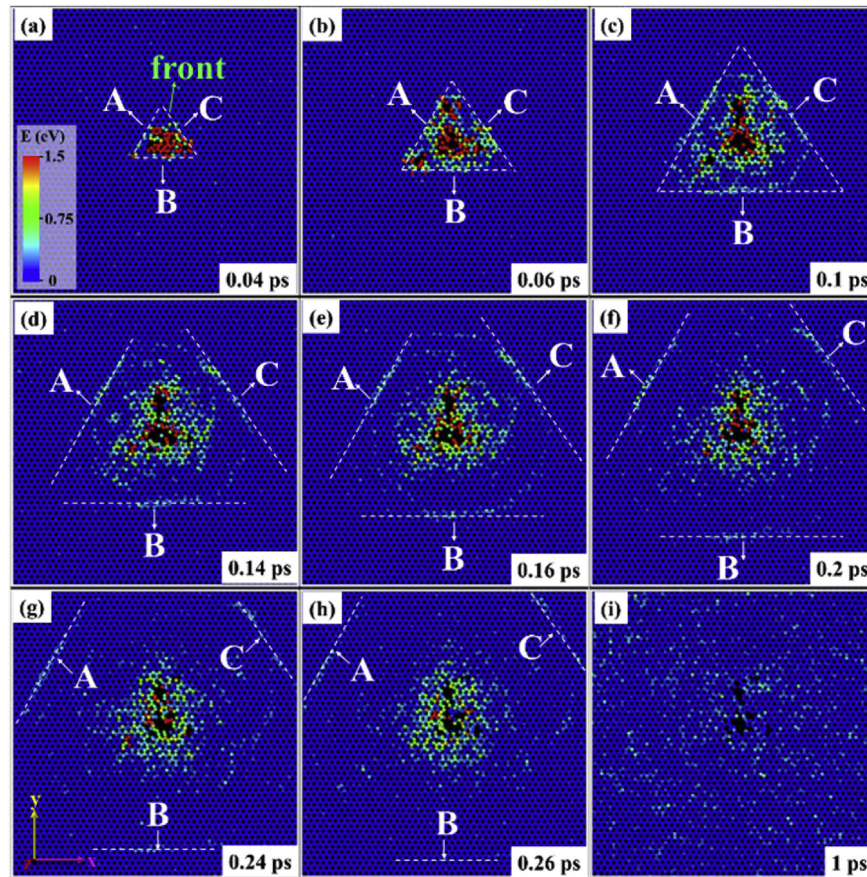 (a)
front
A
C
E (eV)
1.5
0.75
0
B
0.04 ps
(b)
A
C
B
0.06 ps
(c)
A
C
B
0.1 ps
(d)
A
C
B
0.14 ps
(e)
A
C
B
0.16 ps
(f)
A
C
B
0.2 ps
(g)
A
C
B
y
z
x
0.24 ps
(h)
A
C
B
0.26 ps
(i)
1 ps